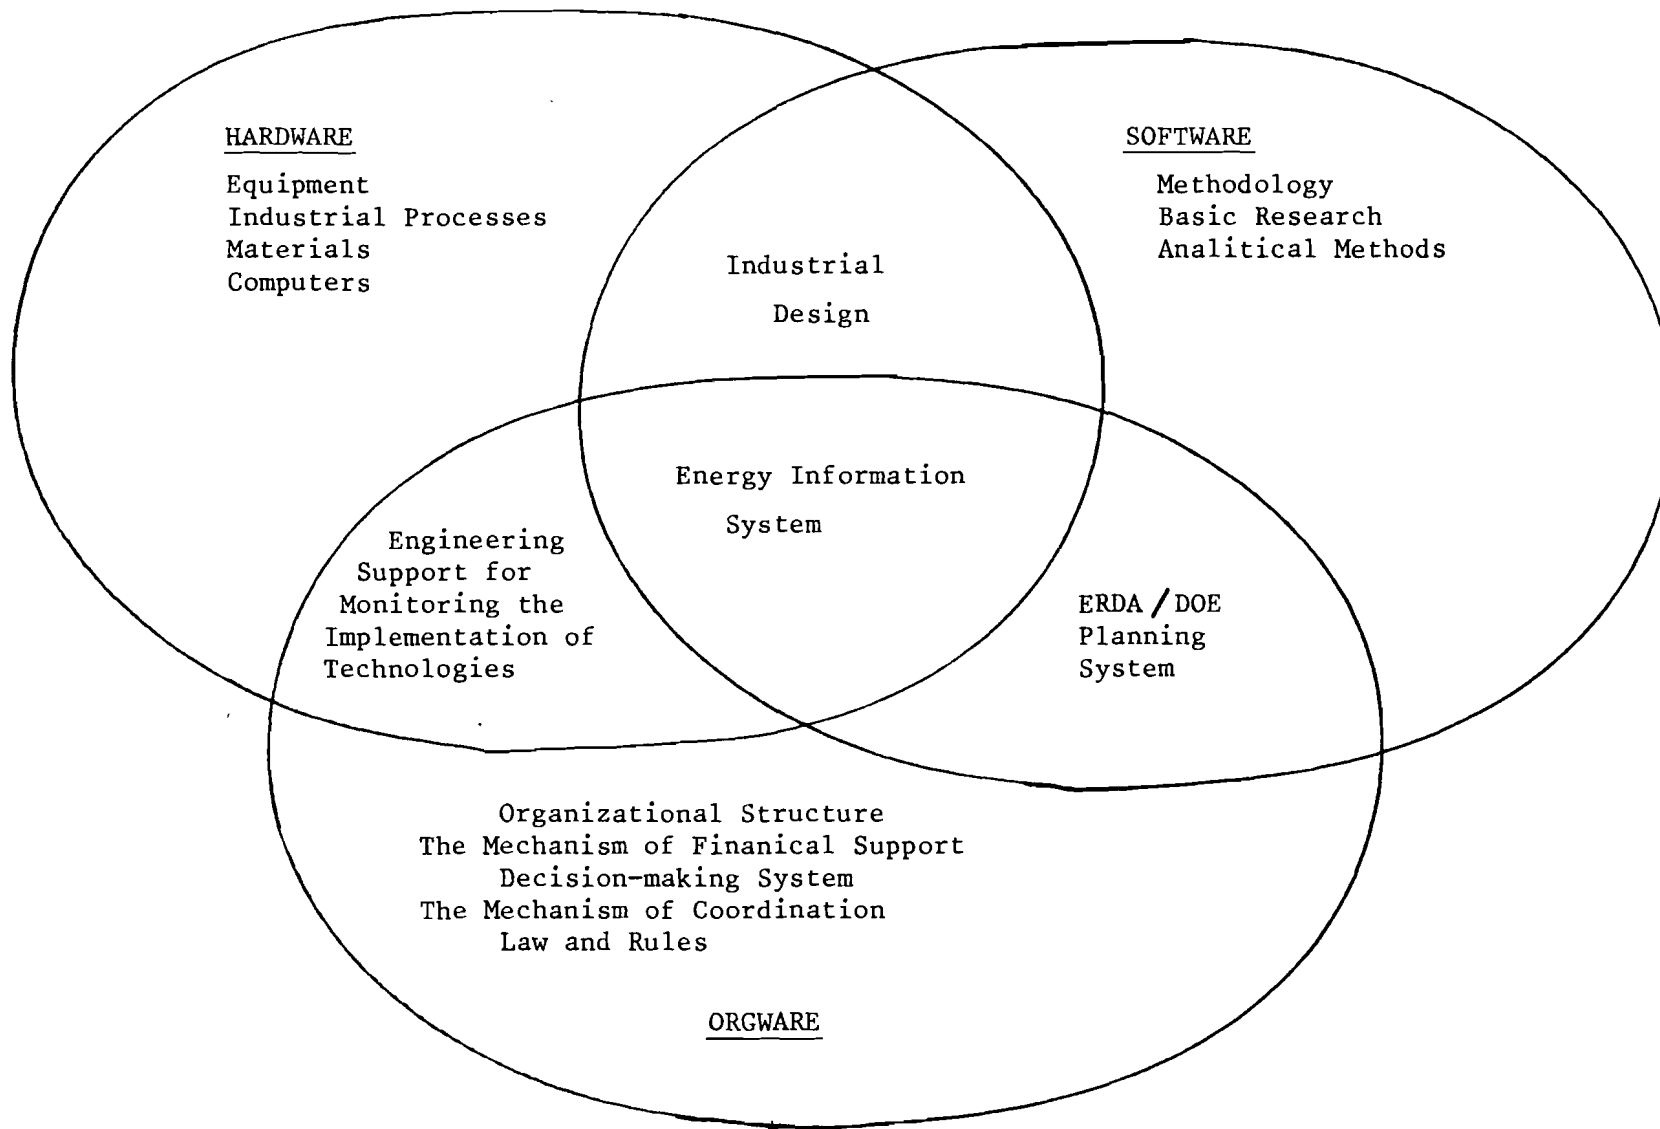 HARDWARE
Equipment
Industrial Processes
Materials
Computers
SOFTWARE
Methodology
Basic Research
Analitical Methods
Industrial
Design
Energy Information
System
Engineering
Support for
Monitoring the
Implementation of
Technologies
ERDA / DOE
Planning
System
Organizational Structure
The Mechanism of Finanical Support
Decision-making System
The Mechanism of Coordination
Law and Rules
ORGWARE